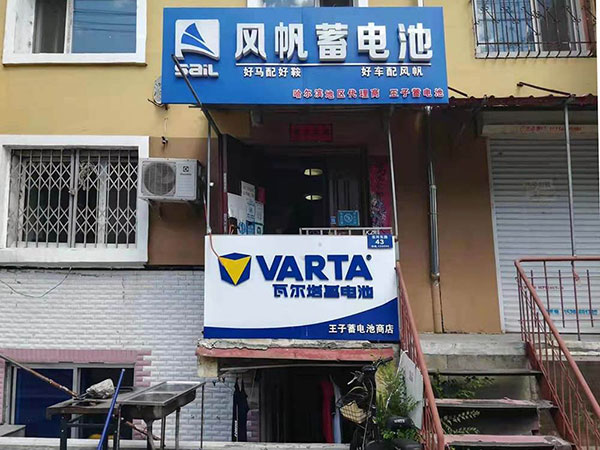 SAIL
风帆蓄电池
好马配好鞍 好车配风帆
哈尔滨地区代理商 王子蓄电池
43
VARTA
瓦尔塔蓄电池
王子蓄电池商店